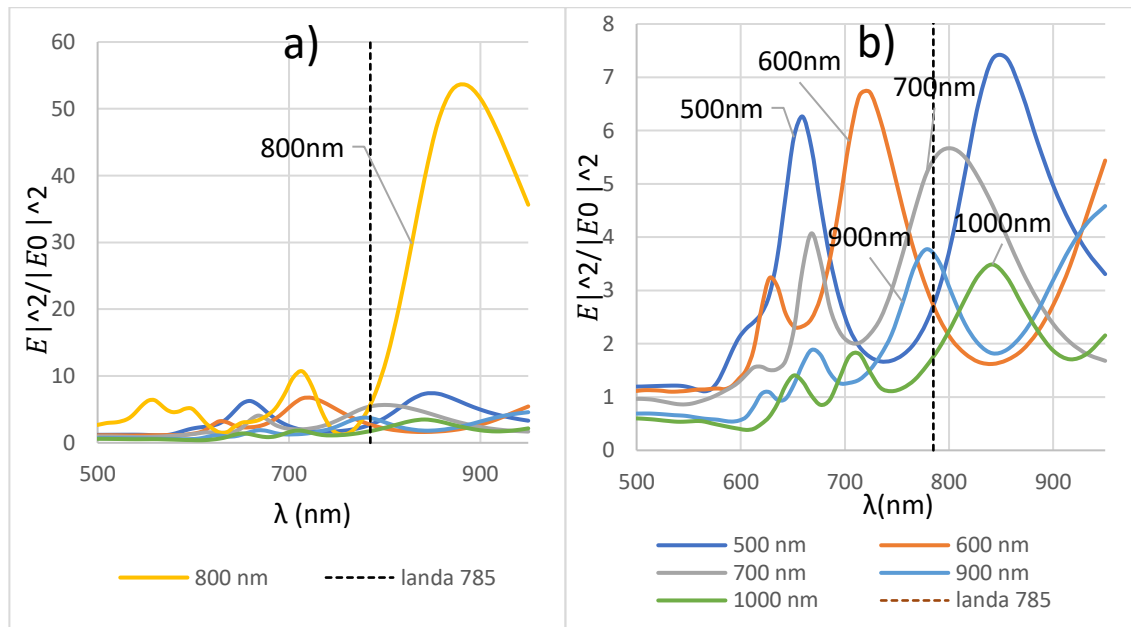 a)
60
50
40
30
20
10
0
500
700
900
800nm
E|^2/|E0 |^2
λ (nm)
800 nm
landa 785
b)
8
7
6
5
4
3
2
1
0
500
600
700
800
900
600nm
700nm
500nm
900nm
1000nm
E|^2/|E0 |^2
λ(nm)
500 nm
600 nm
700 nm
900 nm
1000 nm
landa 785